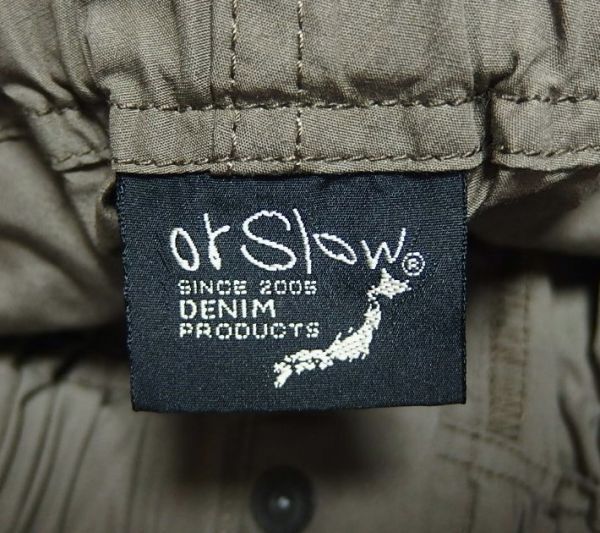 orSlow®
SINCE 2005
DENIM
PRODUCTS